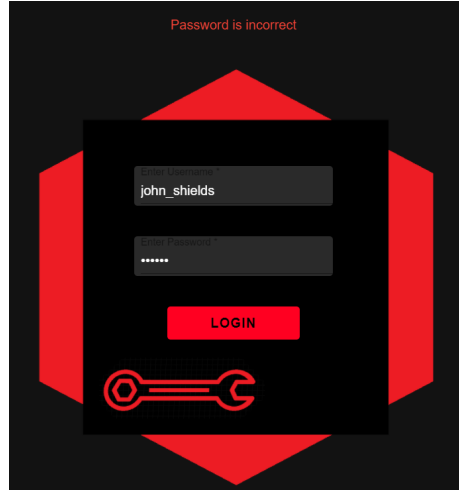 Password is incorrect
Enter Username *
john_shields
Enter Password *
••••••
LOGIN